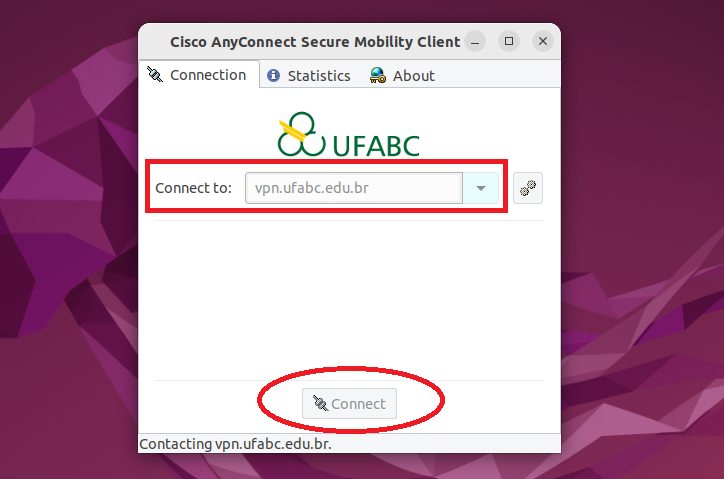 Cisco AnyConnect Secure Mobility Client
Connection Statistics About
UFABC
Connect to: vpn.ufabc.edu.br
Connect
Contacting vpn.ufabc.edu.br.